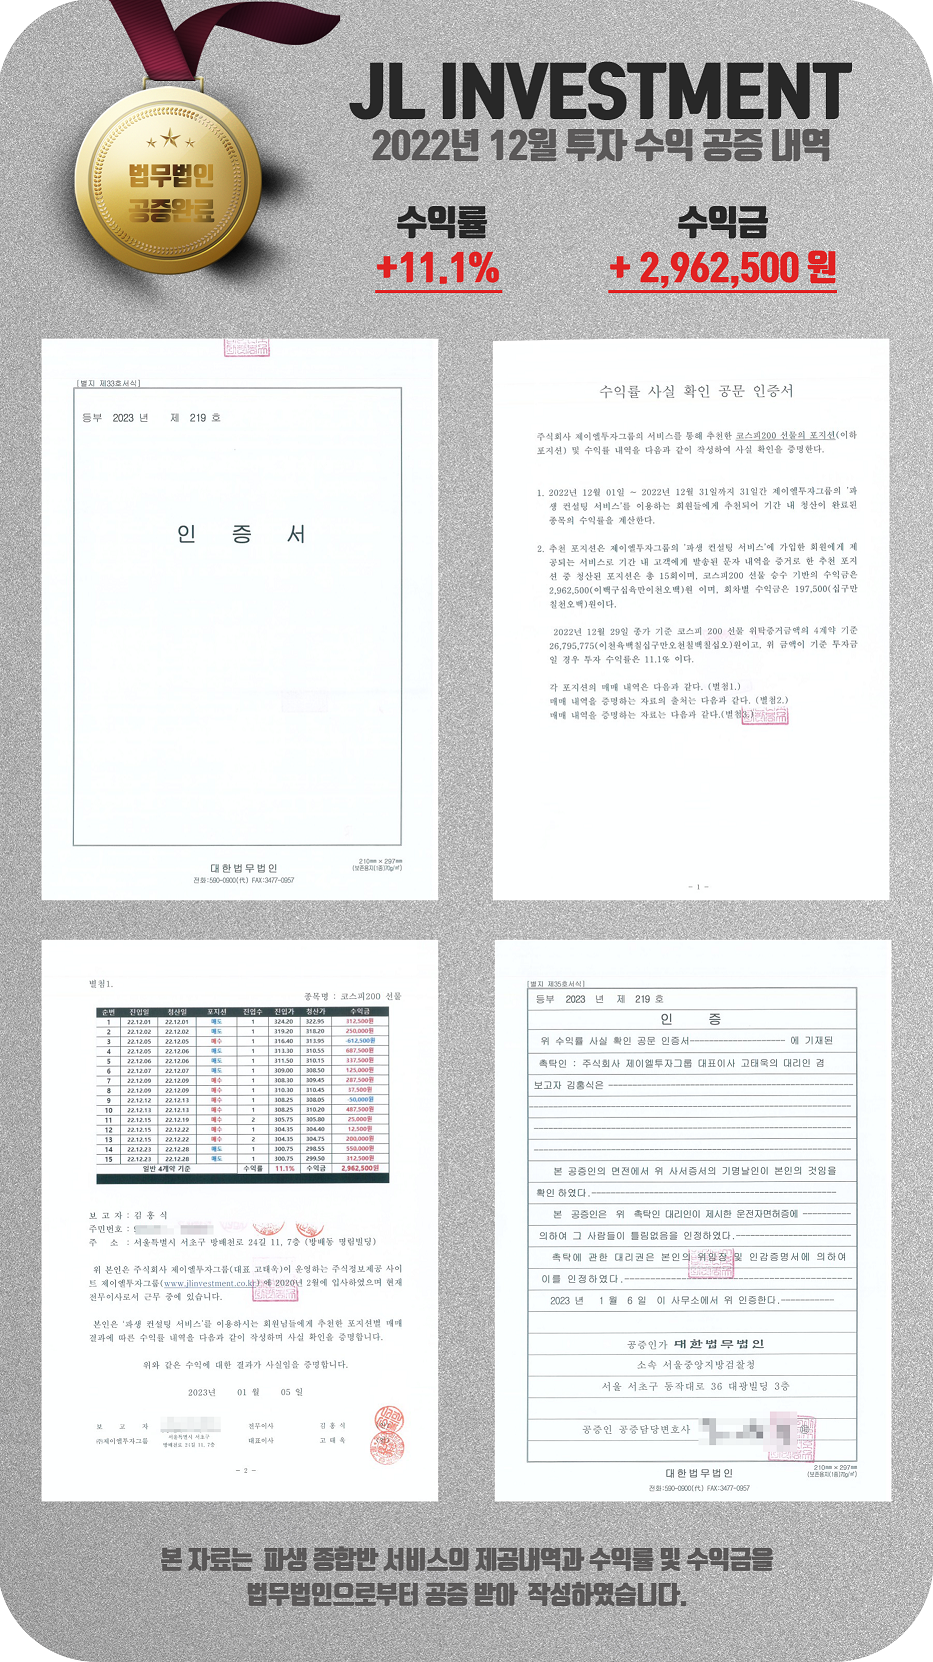 JL INVESTMENT
2022년 12월 투자 수익 공증 내역
법무법인
공증완료
수익률
+11.1%
수익금
+ 2,962,500 원
[별지 제33호서식]
등부 2023 년 제 219 호
인 증 서
대한법무법인
전화:590-0900(代) FAX:3477-0957
210㎜ × 297㎜
(보존용지(1종)70g/㎡)
수익률 사실 확인 공문 인증서
주식회사 제이엘투자그룹의 서비스를 통해 추천한 코스피200 선물의 포지션(이하
포지션) 및 수익률 내역을 다음과 같이 작성하여 사실 확인을 증명한다.
1. 2022년 12월 01일 ~ 2022년 12월 31일까지 31일간 제이엘투자그룹의 '파
생 컨설팅 서비스'를 이용하는 회원들에게 추천되어 기간 내 청산이 완료된
종목의 수익률을 계산한다.
2. 추천 포지션은 제이엘투자그룹의 '파생 컨설팅 서비스'에 가입한 회원에게 제
공되는 서비스로 기간 내 고객에게 발송된 문자 내역을 증거로 한 추천 포지
션 중 청산된 포지션은 총 15회이며, 코스피200 선물 승수 기반의 수익금은
2,962,500(이백구십육만이천오백)원 이며, 회차별 수익금은 197,500(십구만
칠천오백)원이다.
2022년 12월 29일 종가 기준 코스피 200 선물 위탁증거금액의 4계약 기준
26,795,775(이천육백칠십구만오천칠백칠십오)원이고, 위 금액이 기준 투자금
일 경우 투자 수익률은 11.1% 이다.
각 포지션의 매매 내역은 다음과 같다. (별첨1.)
매매 내역을 증명하는 자료의 출처는 다음과 같다. (별첨2.)
매매 내역을 증명하는 자료는 다음과 같다.(별첨3.)
- 1 -
별첨1.
종목명 : 코스피200 선물
순번 진입일 청산일 포지션 진입수 진입가 청산가 수익금
1 22.12.01 22.12.01 매도 1 324.20 322.95 312,500원
2 22.12.02 22.12.02 매도 1 319.20 318.20 250,000원
3 22.12.05 22.12.05 매수 1 316.40 313.95 -612,500원
4 22.12.05 22.12.06 매도 1 313.30 310.55 687,500원
5 22.12.06 22.12.06 매도 1 311.50 310.15 337,500원
6 22.12.07 22.12.07 매도 1 309.00 308.50 125,000원
7 22.12.09 22.12.09 매수 1 308.30 309.45 287,500원
8 22.12.09 22.12.09 매수 1 310.30 310.45 37,500원
9 22.12.12 22.12.13 매도 1 308.25 308.05 -50,000원
10 22.12.13 22.12.13 매수 1 308.25 310.20 487,500원
11 22.12.15 22.12.19 매수 2 305.75 305.80 25,000원
12 22.12.15 22.12.22 매수 1 304.35 304.40 12,500원
13 22.12.15 22.12.22 매수 2 304.35 304.75 200,000원
14 22.12.23 22.12.28 매도 1 300.75 298.55 550,000원
15 22.12.23 22.12.28 매도 1 300.75 299.50 312,500원
일반 4계약 기준 수익률 11.1% 수익금 2,962,500원
보 고 자 : 김 홍 식
주민번호 :
주 소 : 서울특별시 서초구 방배천로 24길 11, 7층 (방배동 명림빌딩)
위 본인은 주식회사 제이엘투자그룹(대표 고태욱)이 운영하는 주식정보제공 사이
트 제이엘투자그룹(www.jlinvestment.co.kr) 에 2020년 2월에 입사하였으며 현재
전무이사로서 근무 중에 있습니다.
본인은 '파생 컨설팅 서비스'를 이용하시는 회원님들에게 추천한 포지션별 매매
결과에 따른 수익률 내역을 다음과 같이 작성하며 사실 확인을 증명합니다.
위와 같은 수익에 대한 결과가 사실임을 증명합니다.
2023년 01 월 05 일
보 고 자 전무이사 김 홍 식
㈜제이엘투자그룹 서울특별시 서초구 방배천로 24길 11, 7층 대표이사 고 태 욱
- 2 -
[별지 제35호서식]
등부 2023 년 제 219 호
인 증
위 수익률 사실 확인 공문 인증서-------------------- 에 기재된
촉탁인 : 주식회사 제이엘투자그룹 대표이사 고태욱의 대리인 겸
보고자 김홍식은 ----------------------------------------
본 공증인의 면전에서 위 사서증서의 기명날인이 본인의 것임을
확인 하였다.----------------------------------------
본 공증인은 위 촉탁인 대리인이 제시한 운전자면허증에 ----------
의하여 그 사람들이 틀림없음을 인정하였다.--------------------
촉탁에 관한 대리권은 본인의 위임장 및 인감증명서에 의하여
이를 인정하였다.----------------------------------------
2023 년 1 월 6 일 이 사무소에서 위 인증한다.-----------
공증인가 대한법무법인
소속 서울중앙지방검찰청
서울 서초구 동작대로 36 대광빌딩 3층
공증인 공증담당변호사
대한법무법인
전화:590-0900(代) FAX:3477-0957
210㎜ × 297㎜
(보존용지(1종)70g/㎡)
본 자료는 파생 종합반 서비스의 제공내역과 수익률 및 수익금을
법무법인으로부터 공증 받아 작성하였습니다.